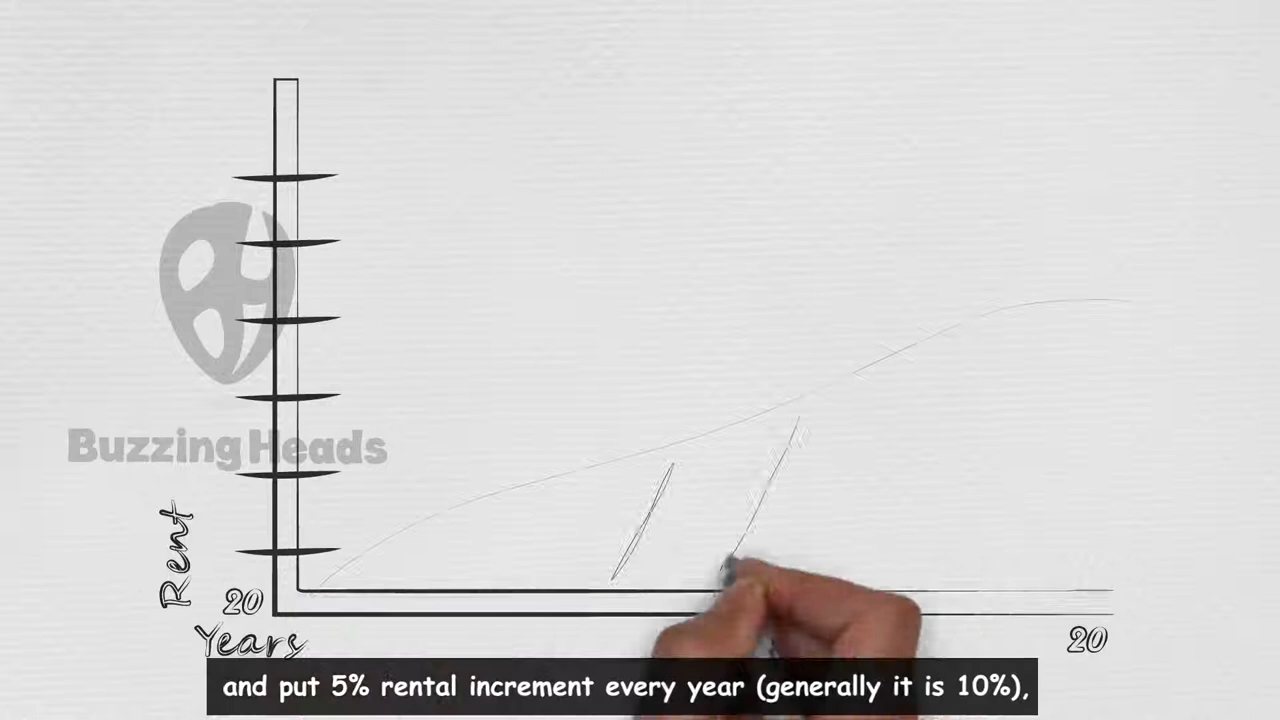 Buzzing Heads
Rent
20
Years
20
and put 5% rental increment every year (generally it is 10%),